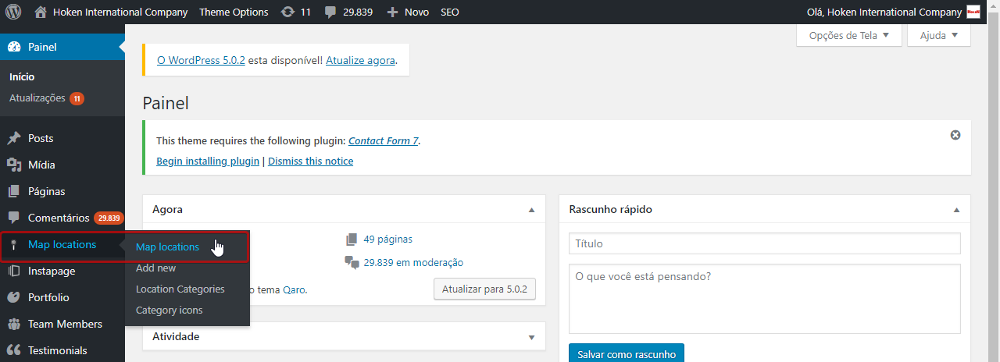 Hoken International Company Theme Options 11 29.839 Novo SEO Olá, Hoken International Company
Painel
Início
Atualizações 11
Posts
Mídia
Páginas
Comentários 29.839
Map locations
Instapage
Portfolio
Team Members
Testimonials
Map locations
Add new
Location Categories
Category icons
Opções de Tela Ajuda
O WordPress 5.0.2 esta disponível! Atualize agora.
Painel
This theme requires the following plugin: Contact Form 7.
Begin installing plugin | Dismiss this notice
Agora
49 páginas
29.839 em moderação
o tema Qaro.
Atualizar para 5.0.2
Atividade
Rascunho rápido
Título
O que você está pensando?
Salvar como rascunho